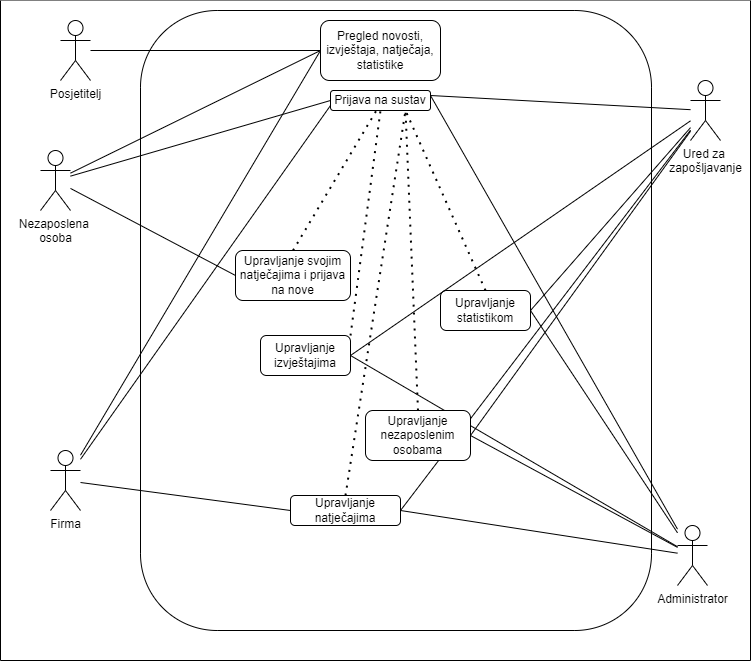 Pregled novosti,
izvještaja, natječaja,
statistike
Posjetitelj
Prijava na sustav
Ured za
zapošljavanje
Nezaposlena
osoba
Upravljanje svojim
natječajima i prijava
na nove
Upravljanje
statistikom
Upravljanje
izvještajima
Upravljanje
nezaposlenim
osobama
Firma
Upravljanje
natječajima
Administrator